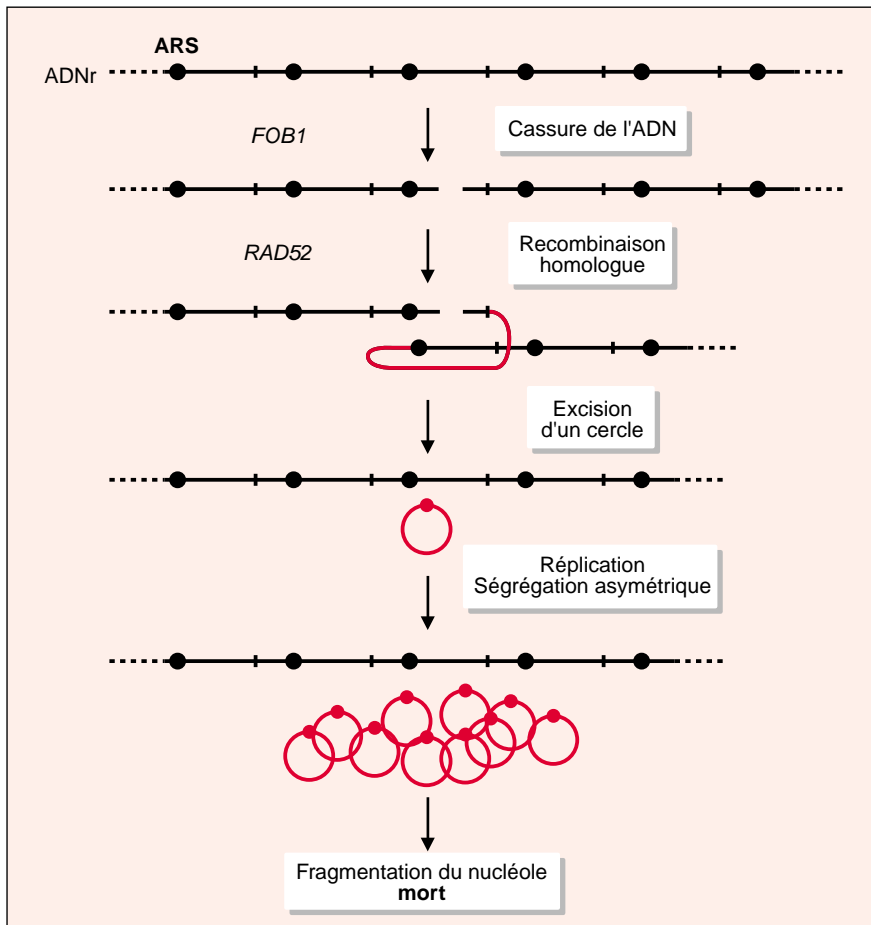 ARS
ADNr
FOB1
Cassure de l'ADN
RAD52
Recombinaison
homologue
Excision
d'un cercle
Réplication
Ségrégation asymétrique
Fragmentation du nucléole
mort